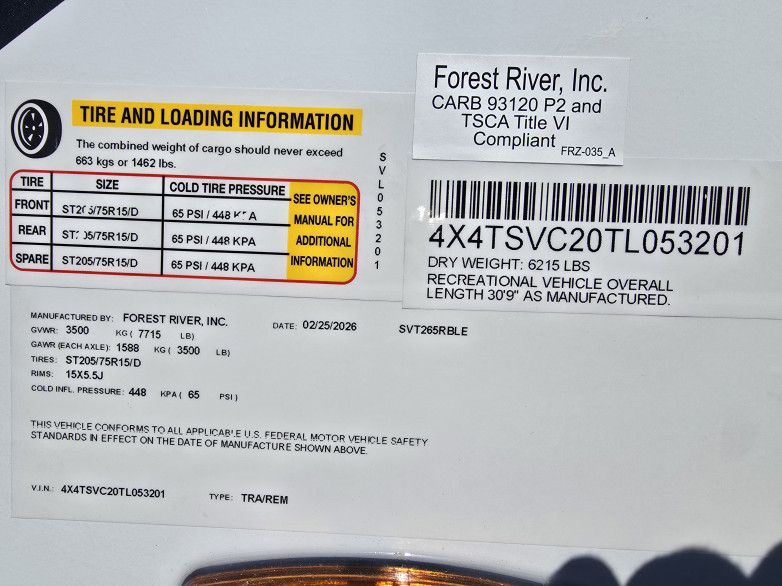 Forest River, Inc.
CARB 93120 P2 and
TSCA Title VI
Compliant
FRZ-035_A
TIRE AND LOADING INFORMATION
The combined weight of cargo should never exceed
663 kgs or 1462 lbs.
TIRE SIZE COLD TIRE PRESSURE SEE OWNER'S MANUAL FOR ADDITIONAL INFORMATION
FRONT 65 PSI / 448
REAR 65 PSI / 448 KPA
SPARE ST205/75R15/D 65 PSI / 448 KPA
SVL053201
4X4TSVC20TL053201
DRY WEIGHT: 6215 LBS
RECREATIONAL VEHICLE OVERALL
LENGTH 30'9" AS MANUFACTURED.
MANUFACTURED BY: FOREST RIVER, INC. DATE: 02/25/2026 SVT265RBLE
GVWR: 3500 KG ( 7715 LB)
GAWR (EACH AXLE): 1588 KG ( 3500 LB)
TIRES: ST205/75R15/D
RIMS: 15X5.5J
COLD INFL. PRESSURE: 448 KPA ( 65 PSI )
THIS VEHICLE CONFORMS TO ALL APPLICABLE U.S. FEDERAL MOTOR VEHICLE SAFETY
STANDARDS IN EFFECT ON THE DATE OF MANUFACTURE SHOWN ABOVE.
V.I.N.: 4X4TSVC20TL053201 TYPE: TRA/REM